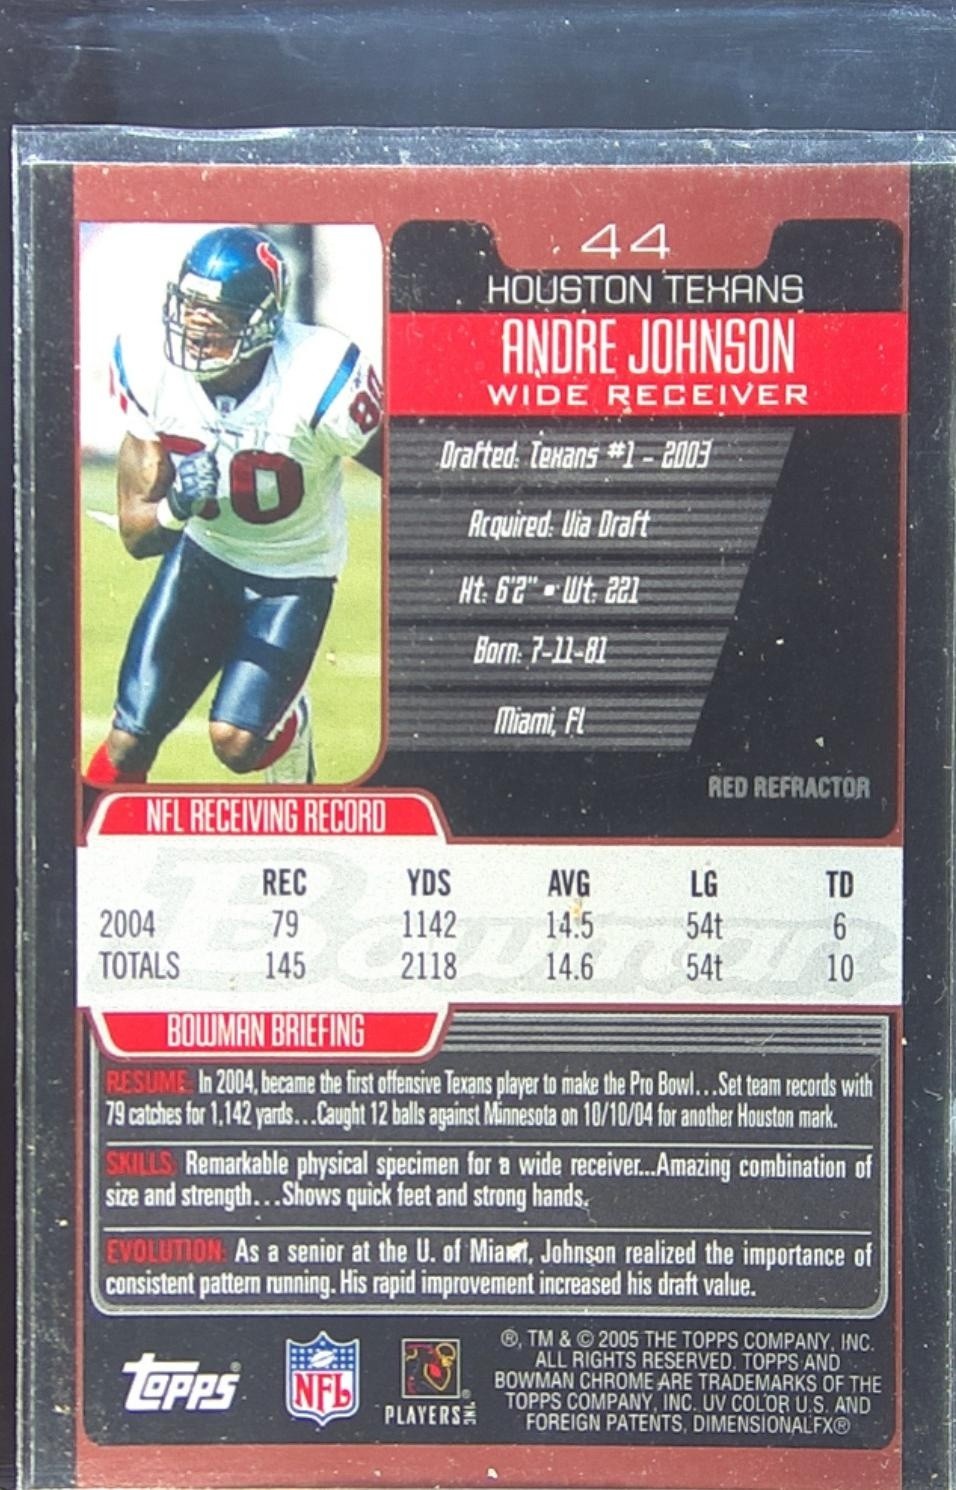 44
HOUSTON TEXANS
ANDRE JOHNSON
WIDE RECEIVER
80
80
Drafted: Texans #1 - 2003
Acquired: Via Draft
Ht: 6'2" • Wt: 221
Born: 7-11-81
Miami, FL
RED REFRACTOR
NFL RECEIVING RECORD
REC YDS AVG LG TD
2004 79 1142 14.5 54t 6
TOTALS 145 2118 14.6 54t 10
Bowman
BOWMAN BRIEFING
RESUME: In 2004, became the first offensive Texans player to make the Pro Bowl...Set team records with
79 catches for 1,142 yards...Caught 12 balls against Minnesota on 10/10/04 for another Houston mark.
SKILLS: Remarkable physical specimen for a wide receiver...Amazing combination of
size and strength...Shows quick feet and strong hands.
EVOLUTION: As a senior at the U. of Miami, Johnson realized the importance of
consistent pattern running. His rapid improvement increased his draft value.
Topps®
NFL
PLAYERS INC ®
®, TM & © 2005 THE TOPPS COMPANY, INC.
ALL RIGHTS RESERVED. TOPPS AND
BOWMAN CHROME ARE TRADEMARKS OF THE
TOPPS COMPANY, INC. UV COLOR U.S. AND
FOREIGN PATENTS, DIMENSIONALFX®